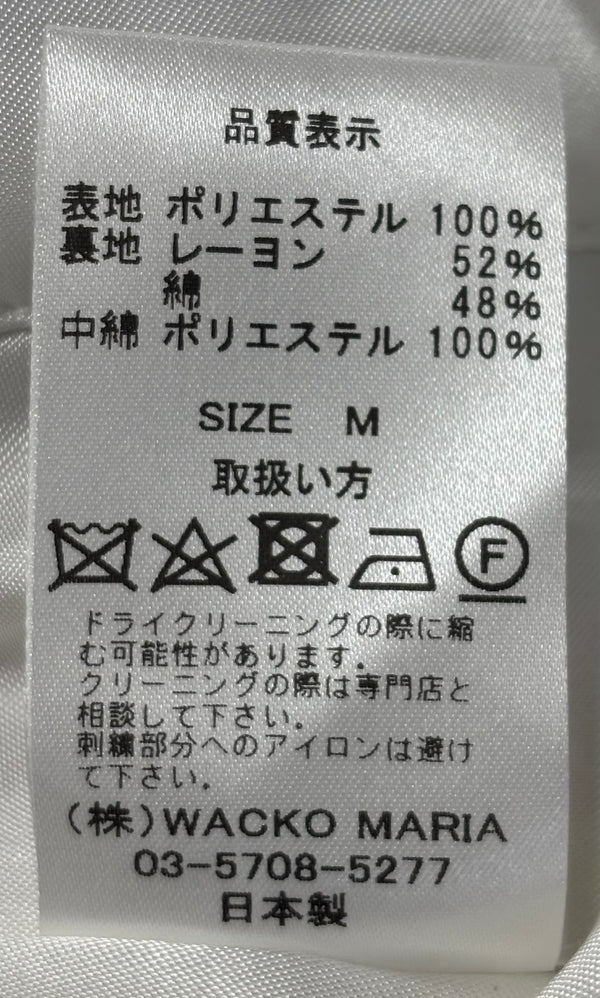 品質表示
表地 ポリエステル 100%
裏地 レーヨン 52%
綿 48%
中綿 ポリエステル 100%
SIZE M
取扱い方
F
ドライクリーニングの際に縮
む可能性があります.
クリーニングの際は専門店と
相談して下さい.
刺繍部分へのアイロンは避け
て下さい.
(株)WACKO MARIA
03-5708-5277
日本製